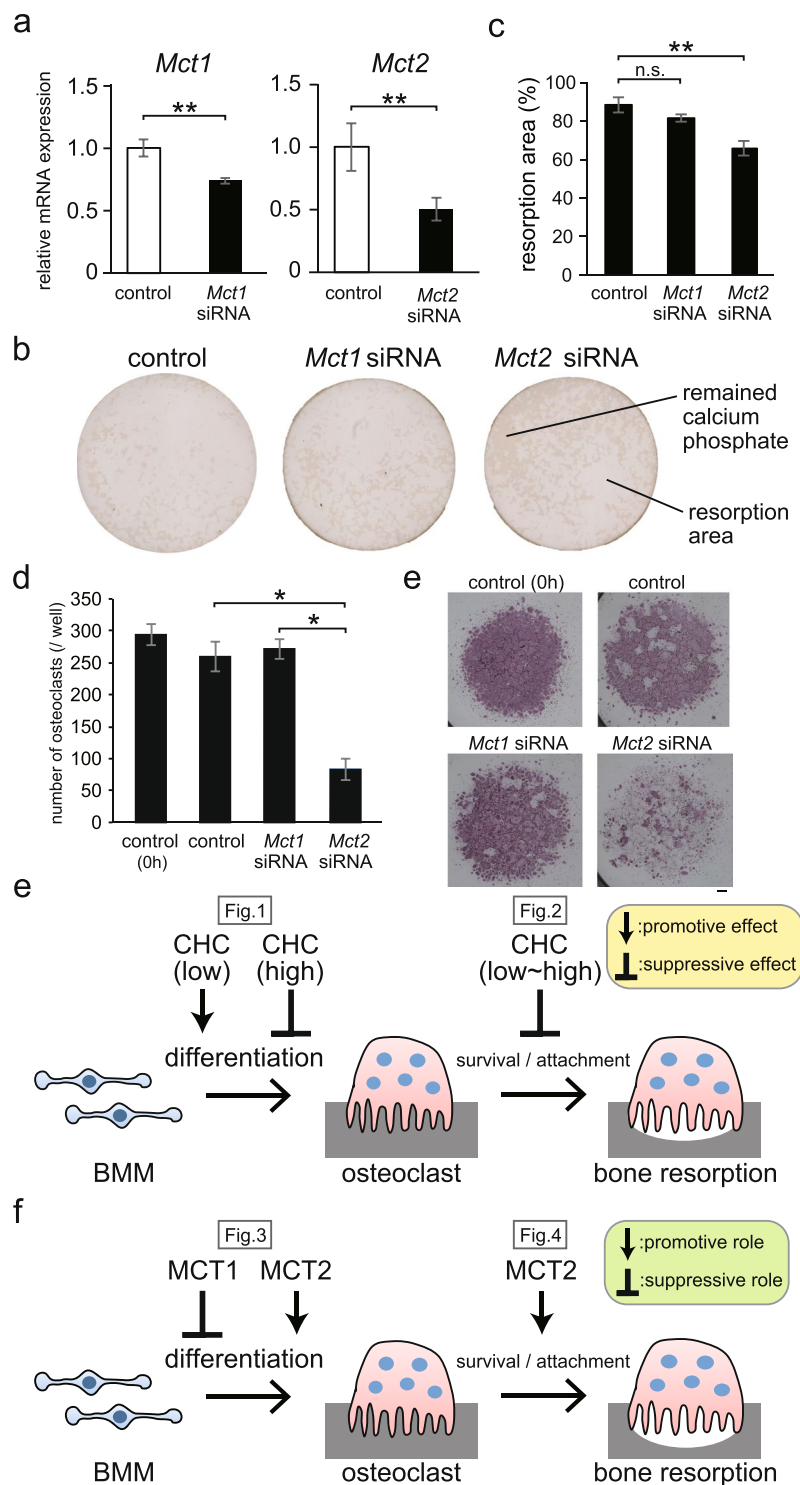 a
Mct1
Mct2
relative mRNA expression
1.5
1.0
0.5
0
**
control
Mct1
siRNA
1.5
1.0
0.5
0
**
control
Mct2
siRNA
c
resorption area (%)
100
80
60
40
20
0
**
n.s.
control
Mct1
siRNA
Mct2
siRNA
b
control
Mct1 siRNA
Mct2 siRNA
remained
calcium
phosphate
resorption
area
d
number of osteoclasts (/ well)
350
300
250
200
150
100
50
0
*
*
control
(0h)
control
Mct1
siRNA
Mct2
siRNA
e
control (0h)
control
Mct1 siRNA
Mct2 siRNA
e
Fig.1
Fig.2
CHC
(low)
CHC
(high)
CHC
(low~high)
:promotive effect
:suppressive effect
differentiation
survival / attachment
BMM
osteoclast
bone resorption
f
Fig.3
Fig.4
MCT1
MCT2
MCT2
:promotive role
:suppressive role
differentiation
survival / attachment
BMM
osteoclast
bone resorption